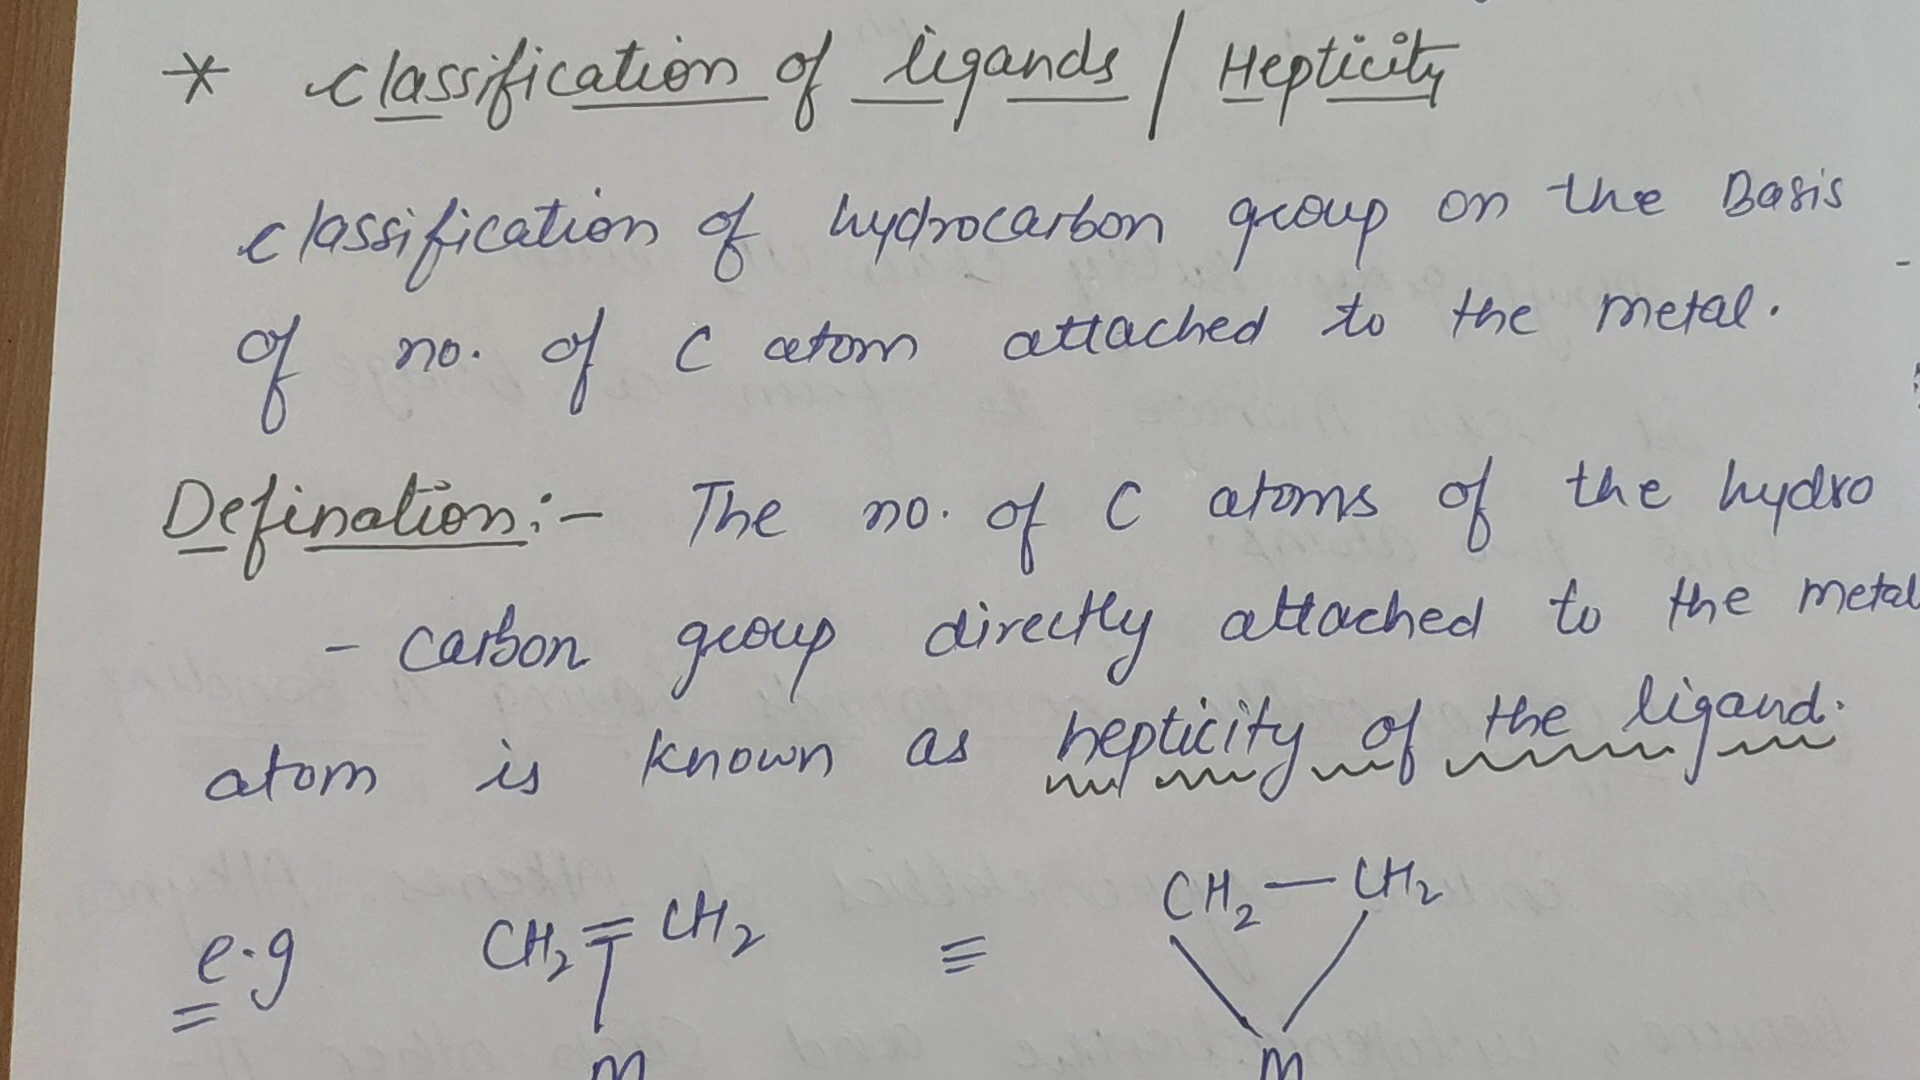 * Classification of ligands / Hepticity
Classification of hydrocarbon group on the Basis
of no. of C atom attached to the metal.
Defination:- The no. of C atoms of the hydro
- carbon group directly attached to the metal
atom is known as hepticity of the ligand.
e.g CH2=CH2 ≡ CH2—CH2
M M